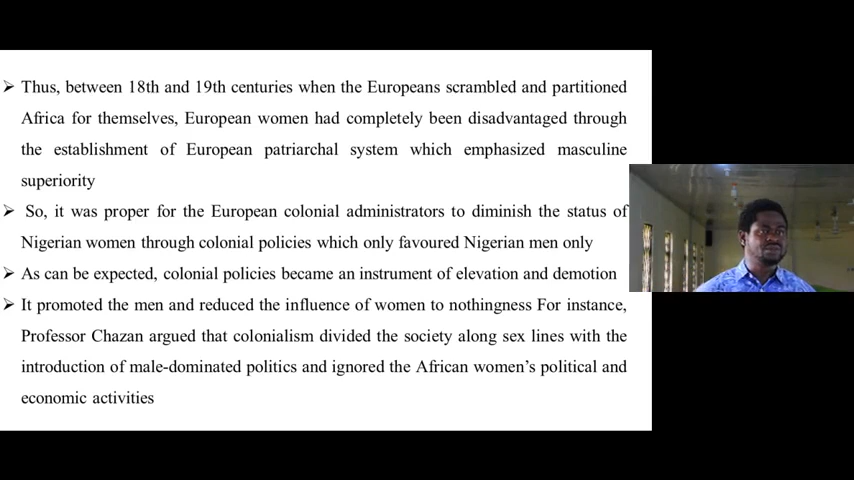 ➢ Thus, between 18th and 19th centuries when the Europeans scrambled and partitioned
Africa for themselves, European women had completely been disadvantaged through
the establishment of European patriarchal system which emphasized masculine
superiority
➢ So, it was proper for the European colonial administrators to diminish the status of
Nigerian women through colonial policies which only favoured Nigerian men only
➢ As can be expected, colonial policies became an instrument of elevation and demotion
➢ It promoted the men and reduced the influence of women to nothingness For instance,
Professor Chazan argued that colonialism divided the society along sex lines with the
introduction of male-dominated politics and ignored the African women's political and
economic activities